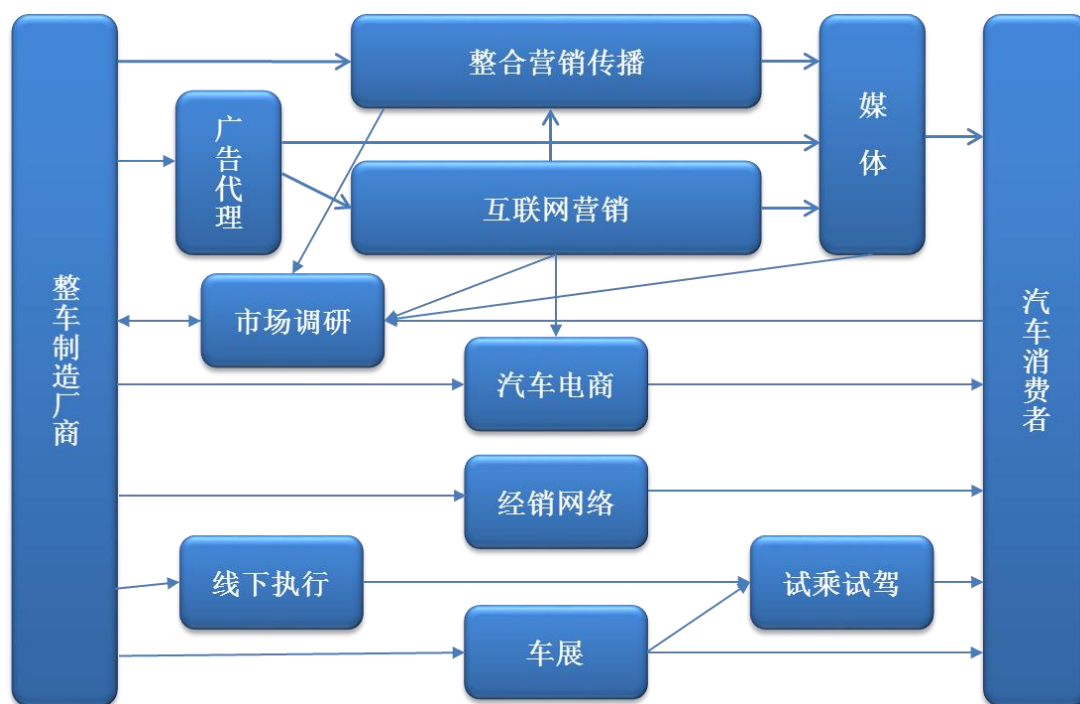 整车制造厂商
整合营销传播
广告代理
媒体
互联网营销
市场调研
汽车电商
经销网络
线下执行
试乘试驾
车展
汽车消费者